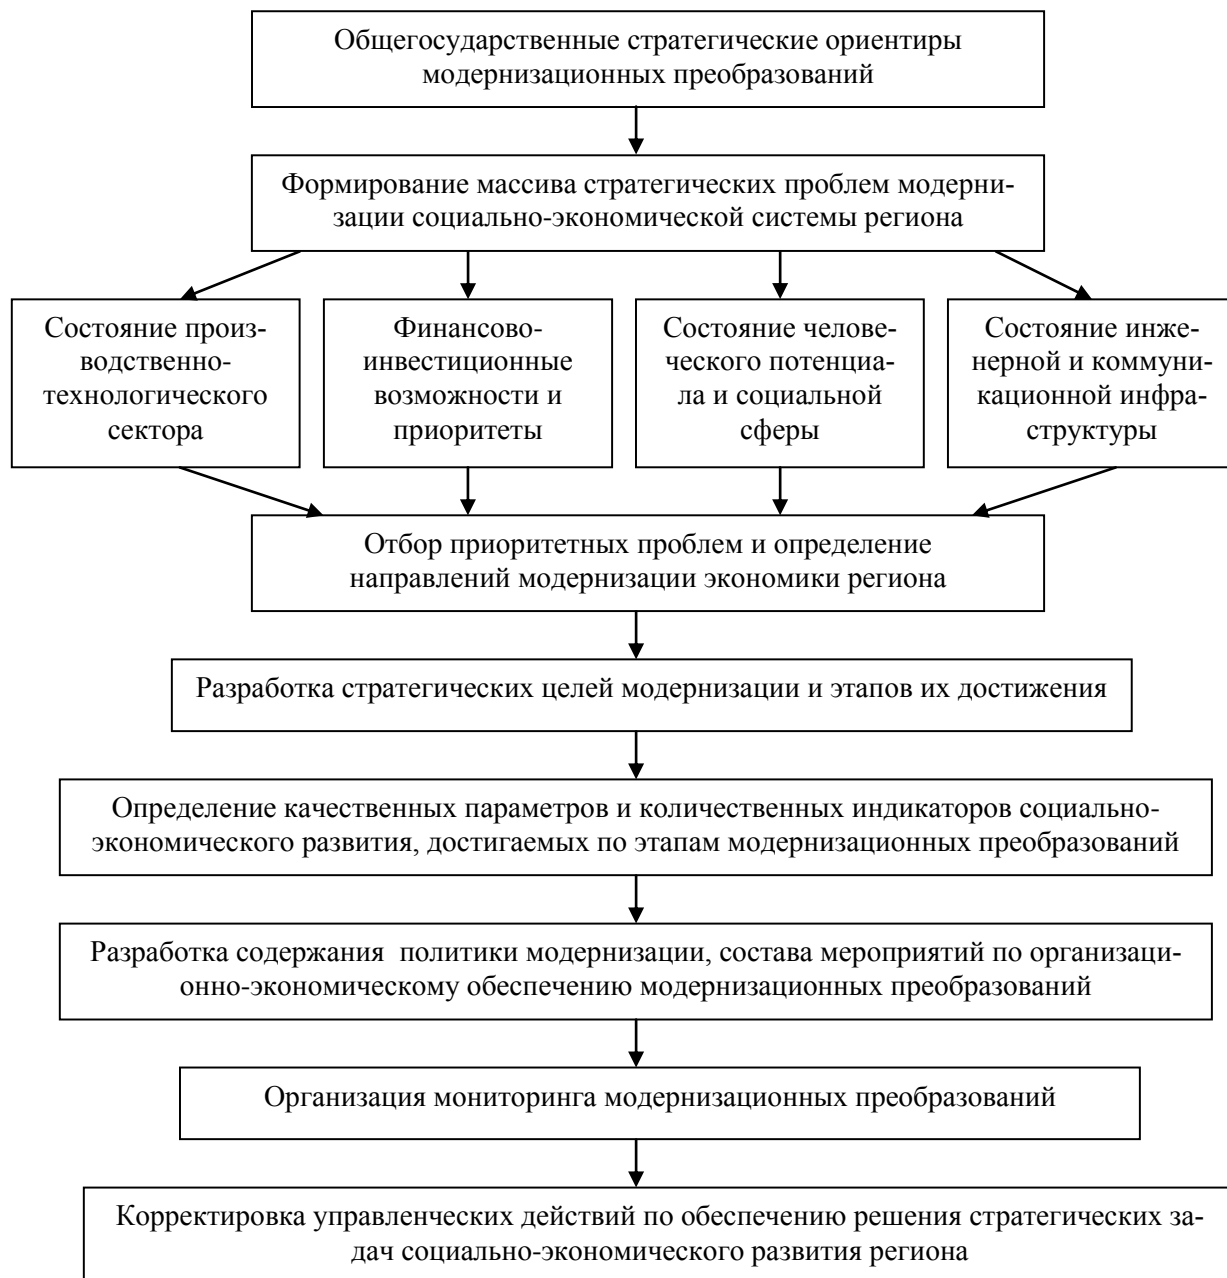 Общегосударственные стратегические ориентиры
модернизационных преобразований
Формирование массива стратегических проблем модерни-
зации социально-экономической системы региона
Состояние произ-
водственно-
технологического
сектора
Финансово-
инвестиционные
возможности и
приоритеты
Состояние челове-
ческого потенциа-
ла и социальной
сферы
Состояние инже-
нерной и коммуни-
кационной инфра-
структуры
Отбор приоритетных проблем и определение
направлений модернизации экономики региона
Разработка стратегических целей модернизации и этапов их достижения
Определение качественных параметров и количественных индикаторов социально-
экономического развития, достигаемых по этапам модернизационных преобразований
Разработка содержания  политики модернизации, состава мероприятий по организаци-
онно-экономическому обеспечению модернизационных преобразований
Организация мониторинга модернизационных преобразований
Корректировка управленческих действий по обеспечению решения стратегических за-
дач социально-экономического развития региона